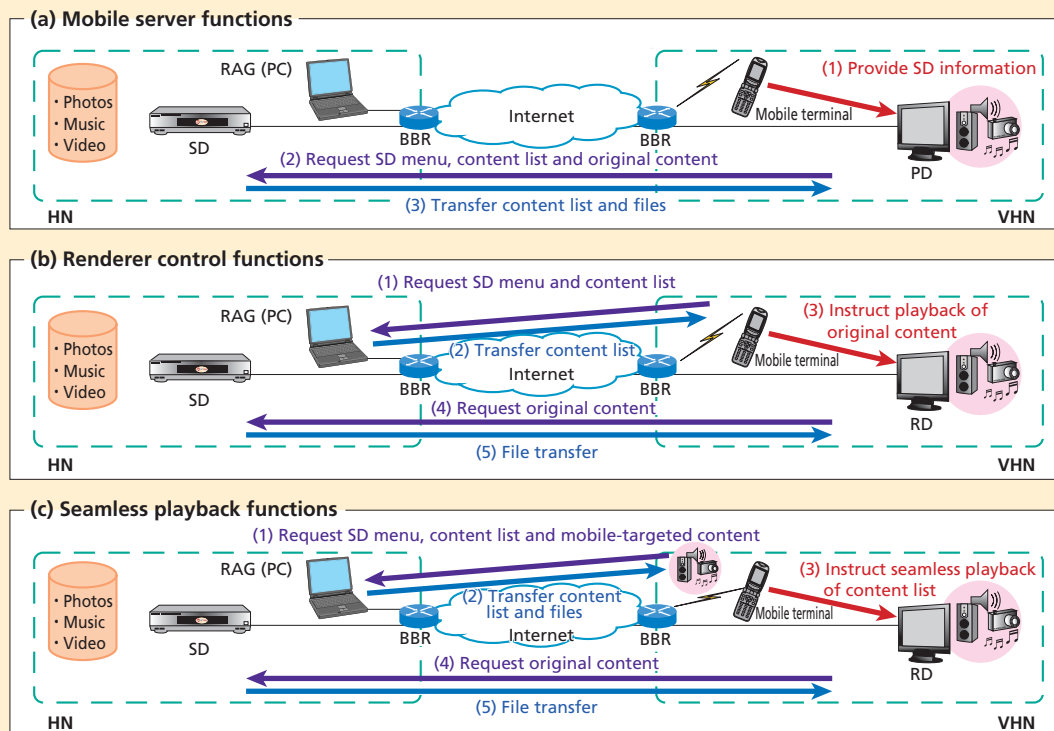 (a) Mobile server functions
RAG (PC)
・Photos
・Music
・Video
SD
BBR
Internet
BBR
Mobile terminal
(1) Provide SD information
PD
(2) Request SD menu, content list and original content
(3) Transfer content list and files
HN
VHN
(b) Renderer control functions
(1) Request SD menu and content list
RAG (PC)
(2) Transfer content list
・Photos
・Music
・Video
SD
BBR
Internet
BBR
Mobile terminal
(3) Instruct playback of
original content
RD
(4) Request original content
(5) File transfer
HN
VHN
(c) Seamless playback functions
(1) Request SD menu, content list and mobile-targeted content
RAG (PC)
(2) Transfer content
list and files
・Photos
・Music
・Video
SD
BBR
Internet
BBR
Mobile terminal
(3) Instruct seamless playback
of content list
RD
(4) Request original content
(5) File transfer
HN
VHN